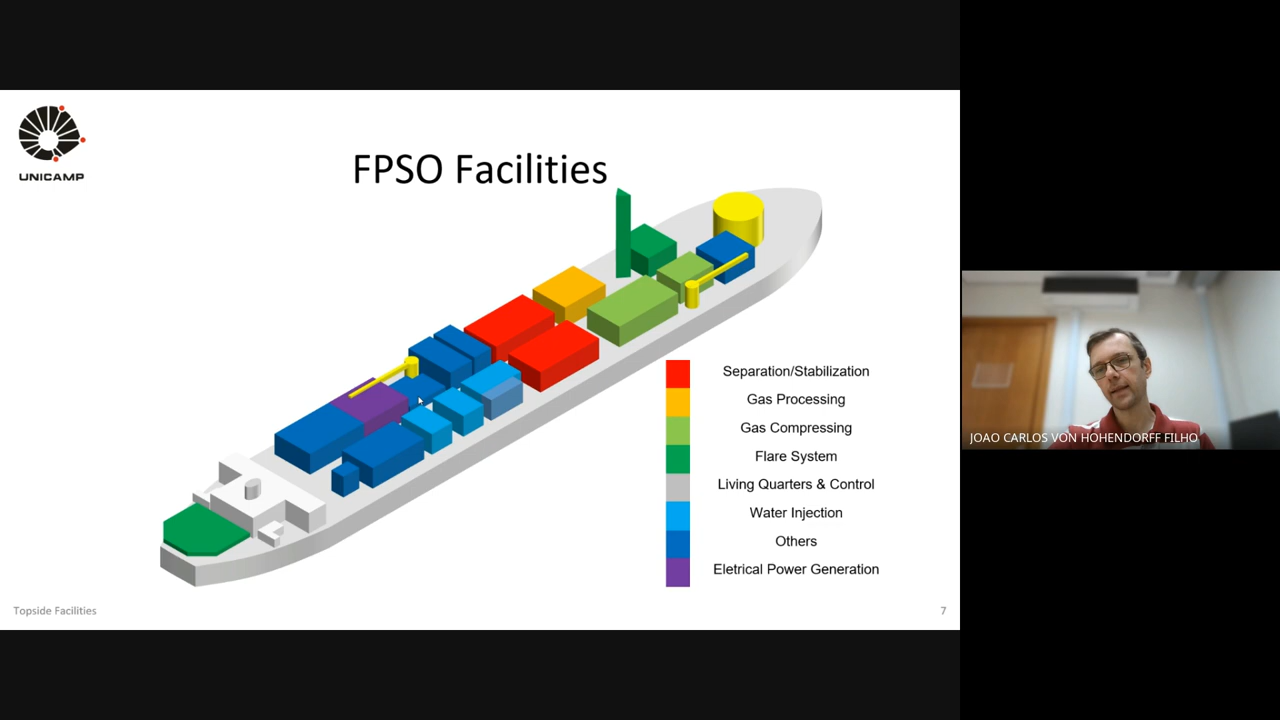 UNICAMP
FPSO Facilities
Separation/Stabilization
Gas Processing
Gas Compressing
Flare System
Living Quarters & Control
Water Injection
Others
Eletrical Power Generation
Topside Facilities
7
JOAO CARLOS VON HOHENDORFF FILHO